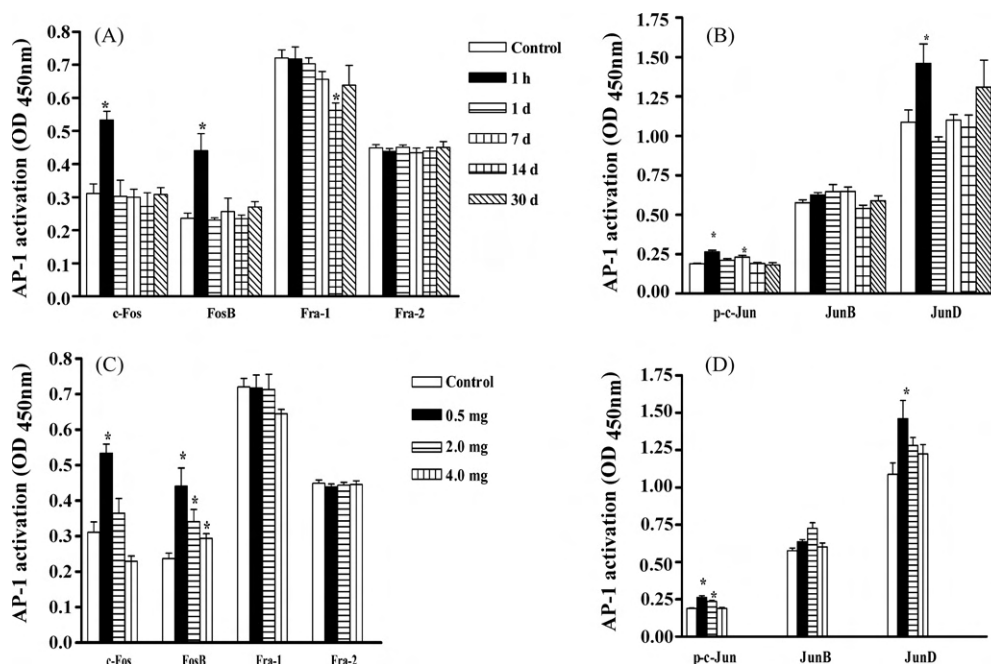 (A)
AP-1 activation (OD 450nm)
0.8
0.7
0.6
0.5
0.4
0.3
0.2
0.1
0.0
*
*
*
c-Fos FosB Fra-1 Fra-2
Control
1 h
1 d
7 d
14 d
30 d
(B)
AP-1 activation (OD 450nm)
1.75
1.50
1.25
1.00
0.75
0.50
0.25
0.00
*
*
*
p-c-Jun JunB JunD
(C)
AP-1 activation (OD 450nm)
0.8
0.7
0.6
0.5
0.4
0.3
0.2
0.1
0.0
*
*
*
*
c-Fos FosB Fra-1 Fra-2
Control
0.5 mg
2.0 mg
4.0 mg
(D)
AP-1 activation (OD 450nm)
1.75
1.50
1.25
1.00
0.75
0.50
0.25
0.00
*
*
*
p-c-Jun JunB JunD